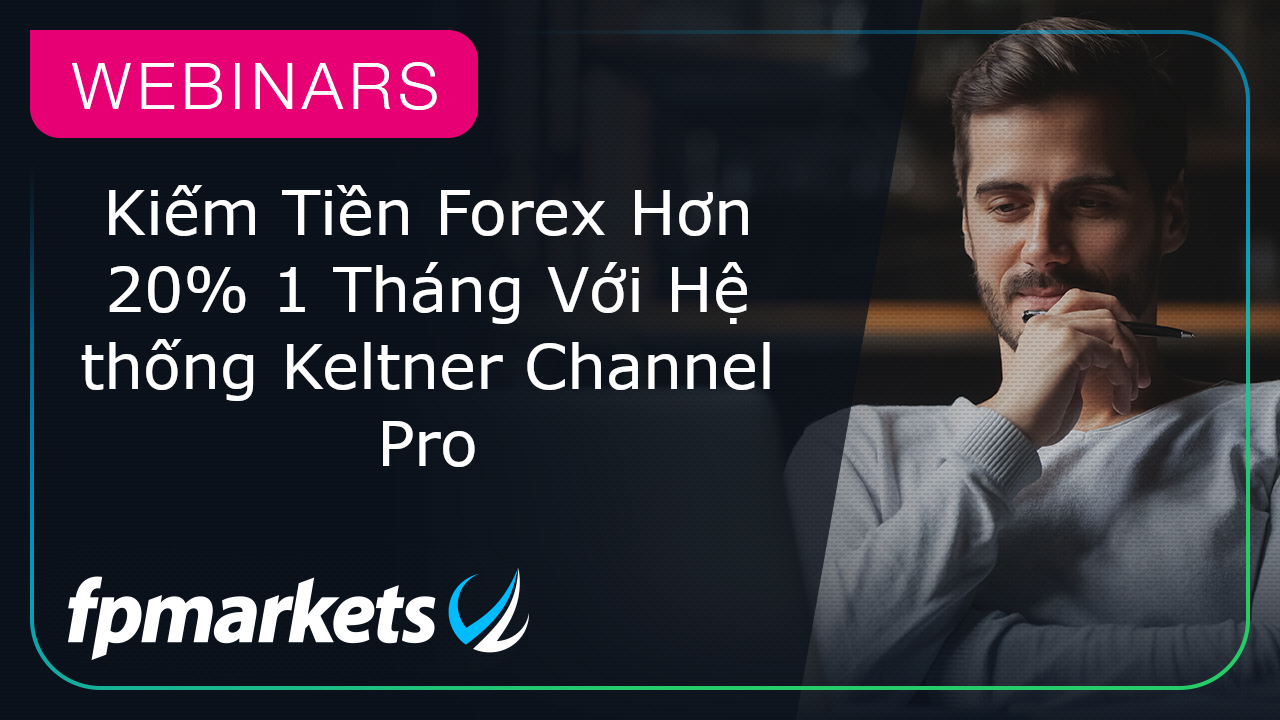 WEBINARS
Kiếm Tiền Forex Hơn
20% 1 Tháng Với Hệ
thống Keltner Channel
Pro
fpmarkets